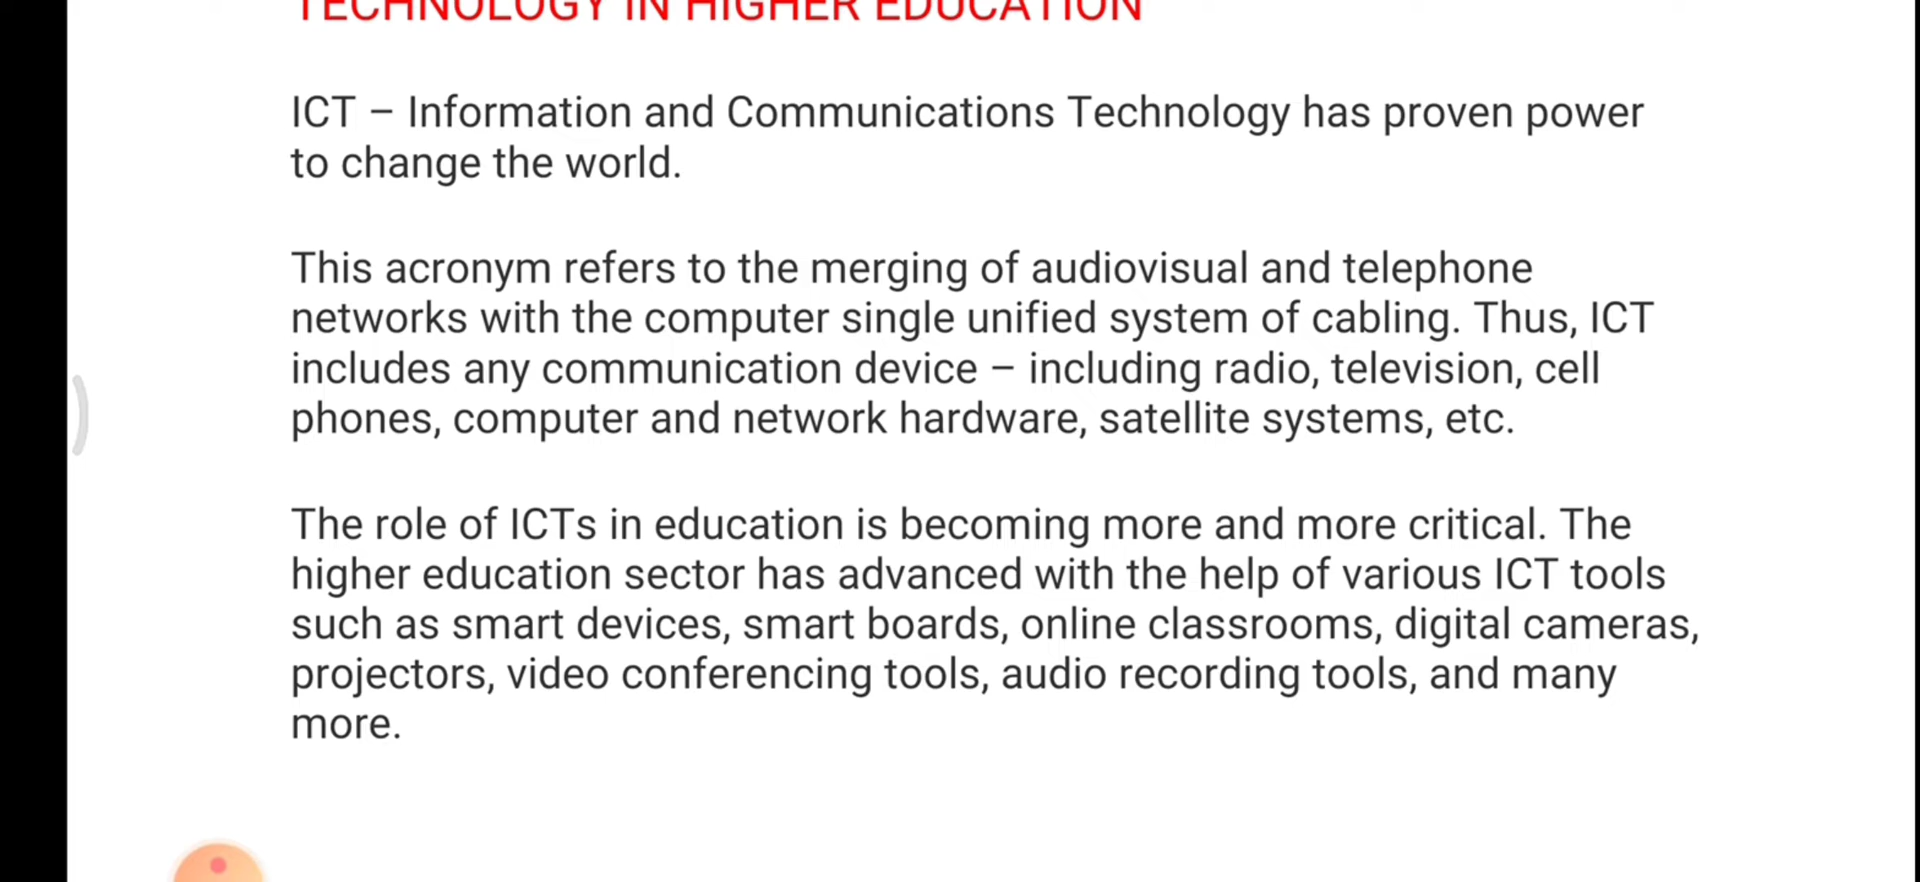 TECHNOLOGY IN HIGHER EDUCATION
ICT – Information and Communications Technology has proven power
to change the world.
This acronym refers to the merging of audiovisual and telephone
networks with the computer single unified system of cabling. Thus, ICT
includes any communication device – including radio, television, cell
phones, computer and network hardware, satellite systems, etc.
The role of ICTs in education is becoming more and more critical. The
higher education sector has advanced with the help of various ICT tools
such as smart devices, smart boards, online classrooms, digital cameras,
projectors, video conferencing tools, audio recording tools, and many
more.